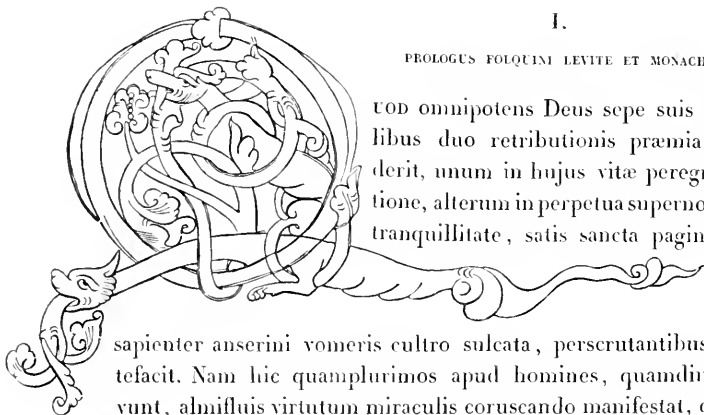 I.
PROLOGUS FOLQUINI LEVITE ET MONACH
UOD omnipotens Deus sepe suis
libus duo retributionis præmia
derit, unum in hujus vitæ peregr
tione, alterum in perpetua superno
tranquillitate, satis sancta pagin
sapienter anserini vomeris cultro sulcata, perscrutantibus
tefacit. Nam hic quamplurimos apud homines, quamdiu
vunt, almifluis virtutum miraculis coruscando manifestat,